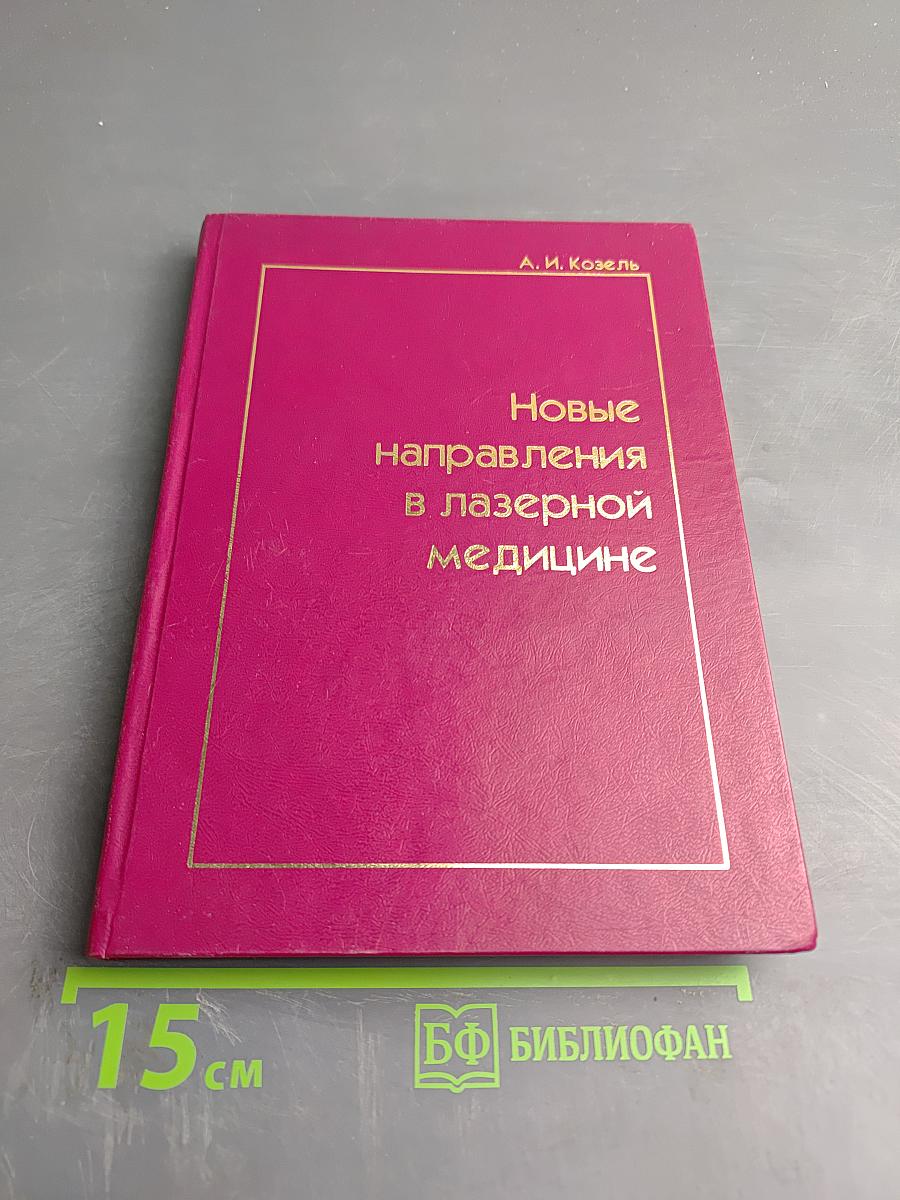 А. И. Козель
Новые
направления
в лазерной
медицине
15 см
БФ БИБЛИОФАН